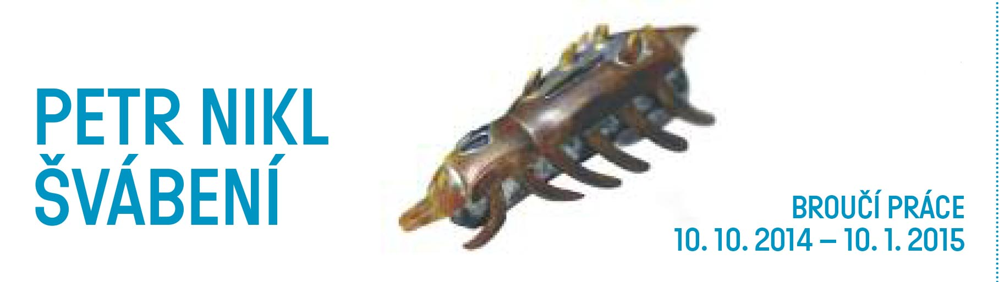 PETR NIKL
ŠVÁBENÍ
BROUČÍ PRÁCE
10. 10. 2014 – 10. 1. 2015